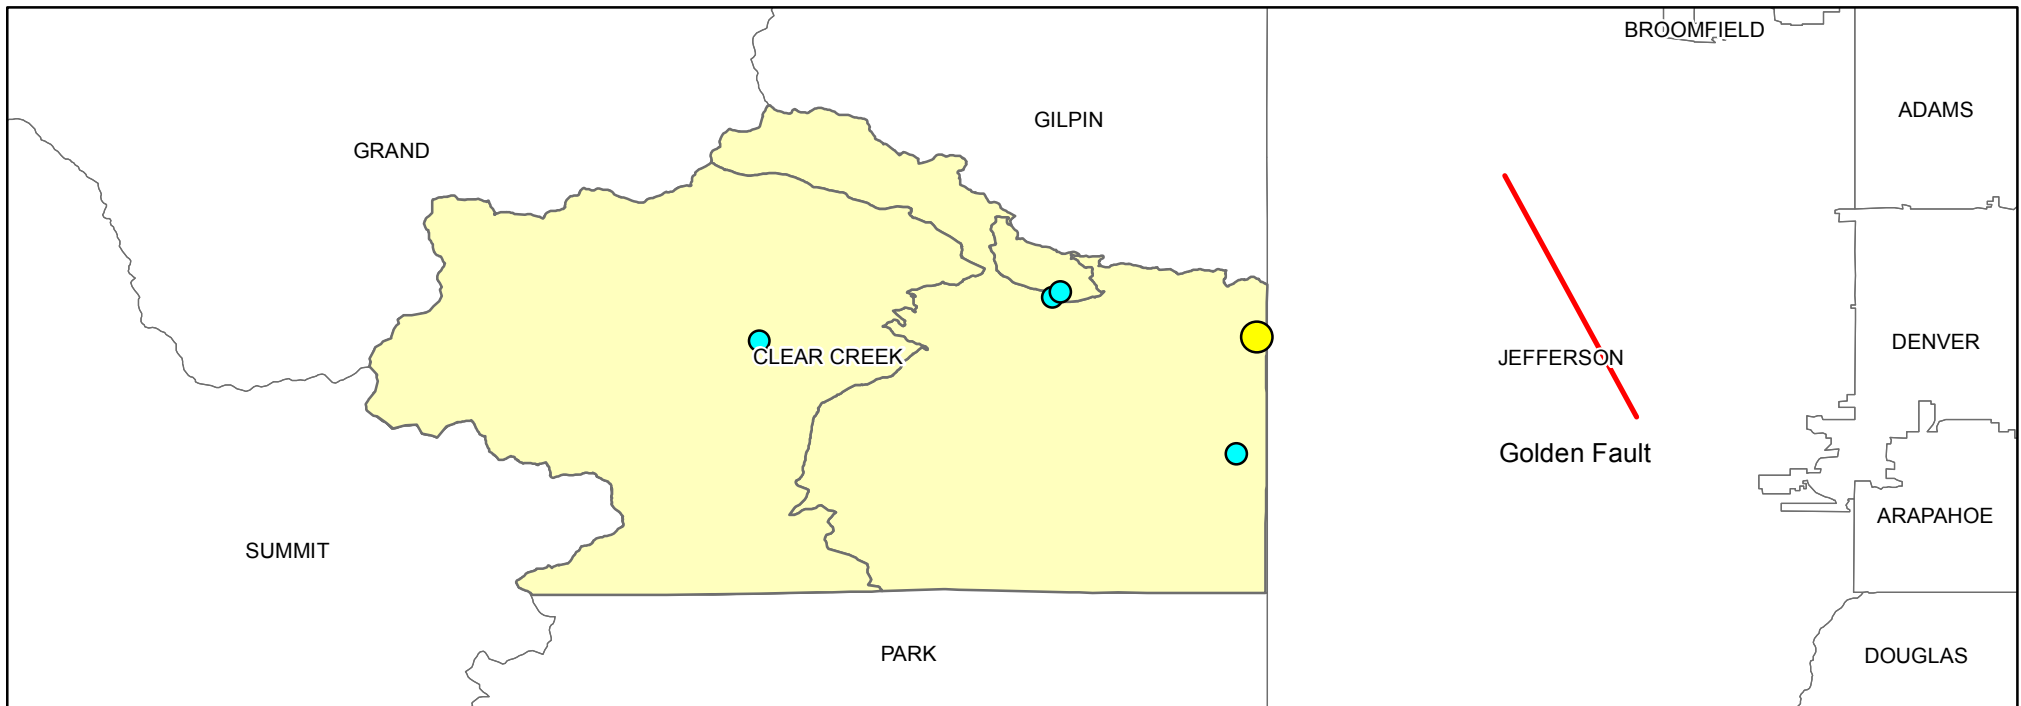 BROOMFIELD
ADAMS
GILPIN
GRAND
DENVER
CLEAR CREEK
JEFFERSON
Golden Fault
ARAPAHOE
SUMMIT
PARK
DOUGLAS